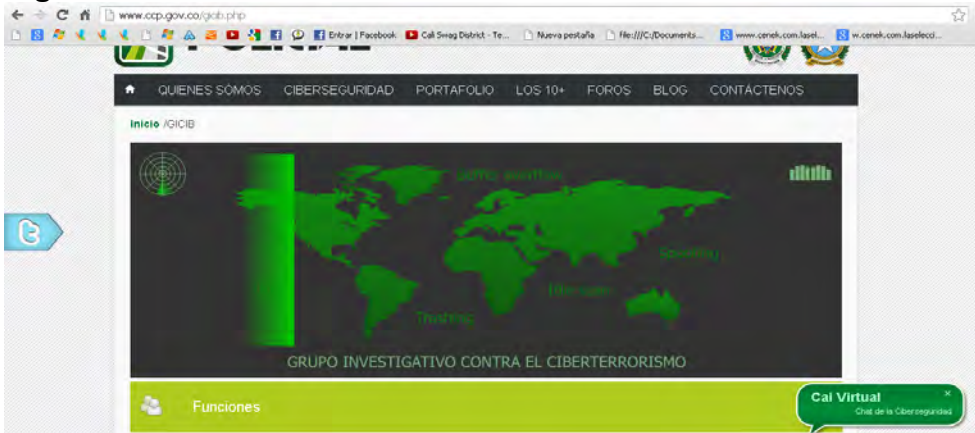 www.ccp.gov.co/gicib.php
Entrar | Facebook Cali Swag District - Te... Nueva pestaña file:///C:/Documents... www.cenek.com.lasel... w.cenek.com.laselecci...
QUIENES SOMOS CIBERSEGURIDAD PORTAFOLIO LOS 10+ FOROS BLOG CONTÁCTENOS
Inicio /GICIB
GRUPO INVESTIGATIVO CONTRA EL CIBERTERRORISMO
Funciones
Cai Virtual ×
Chat de la Ciberseguridad